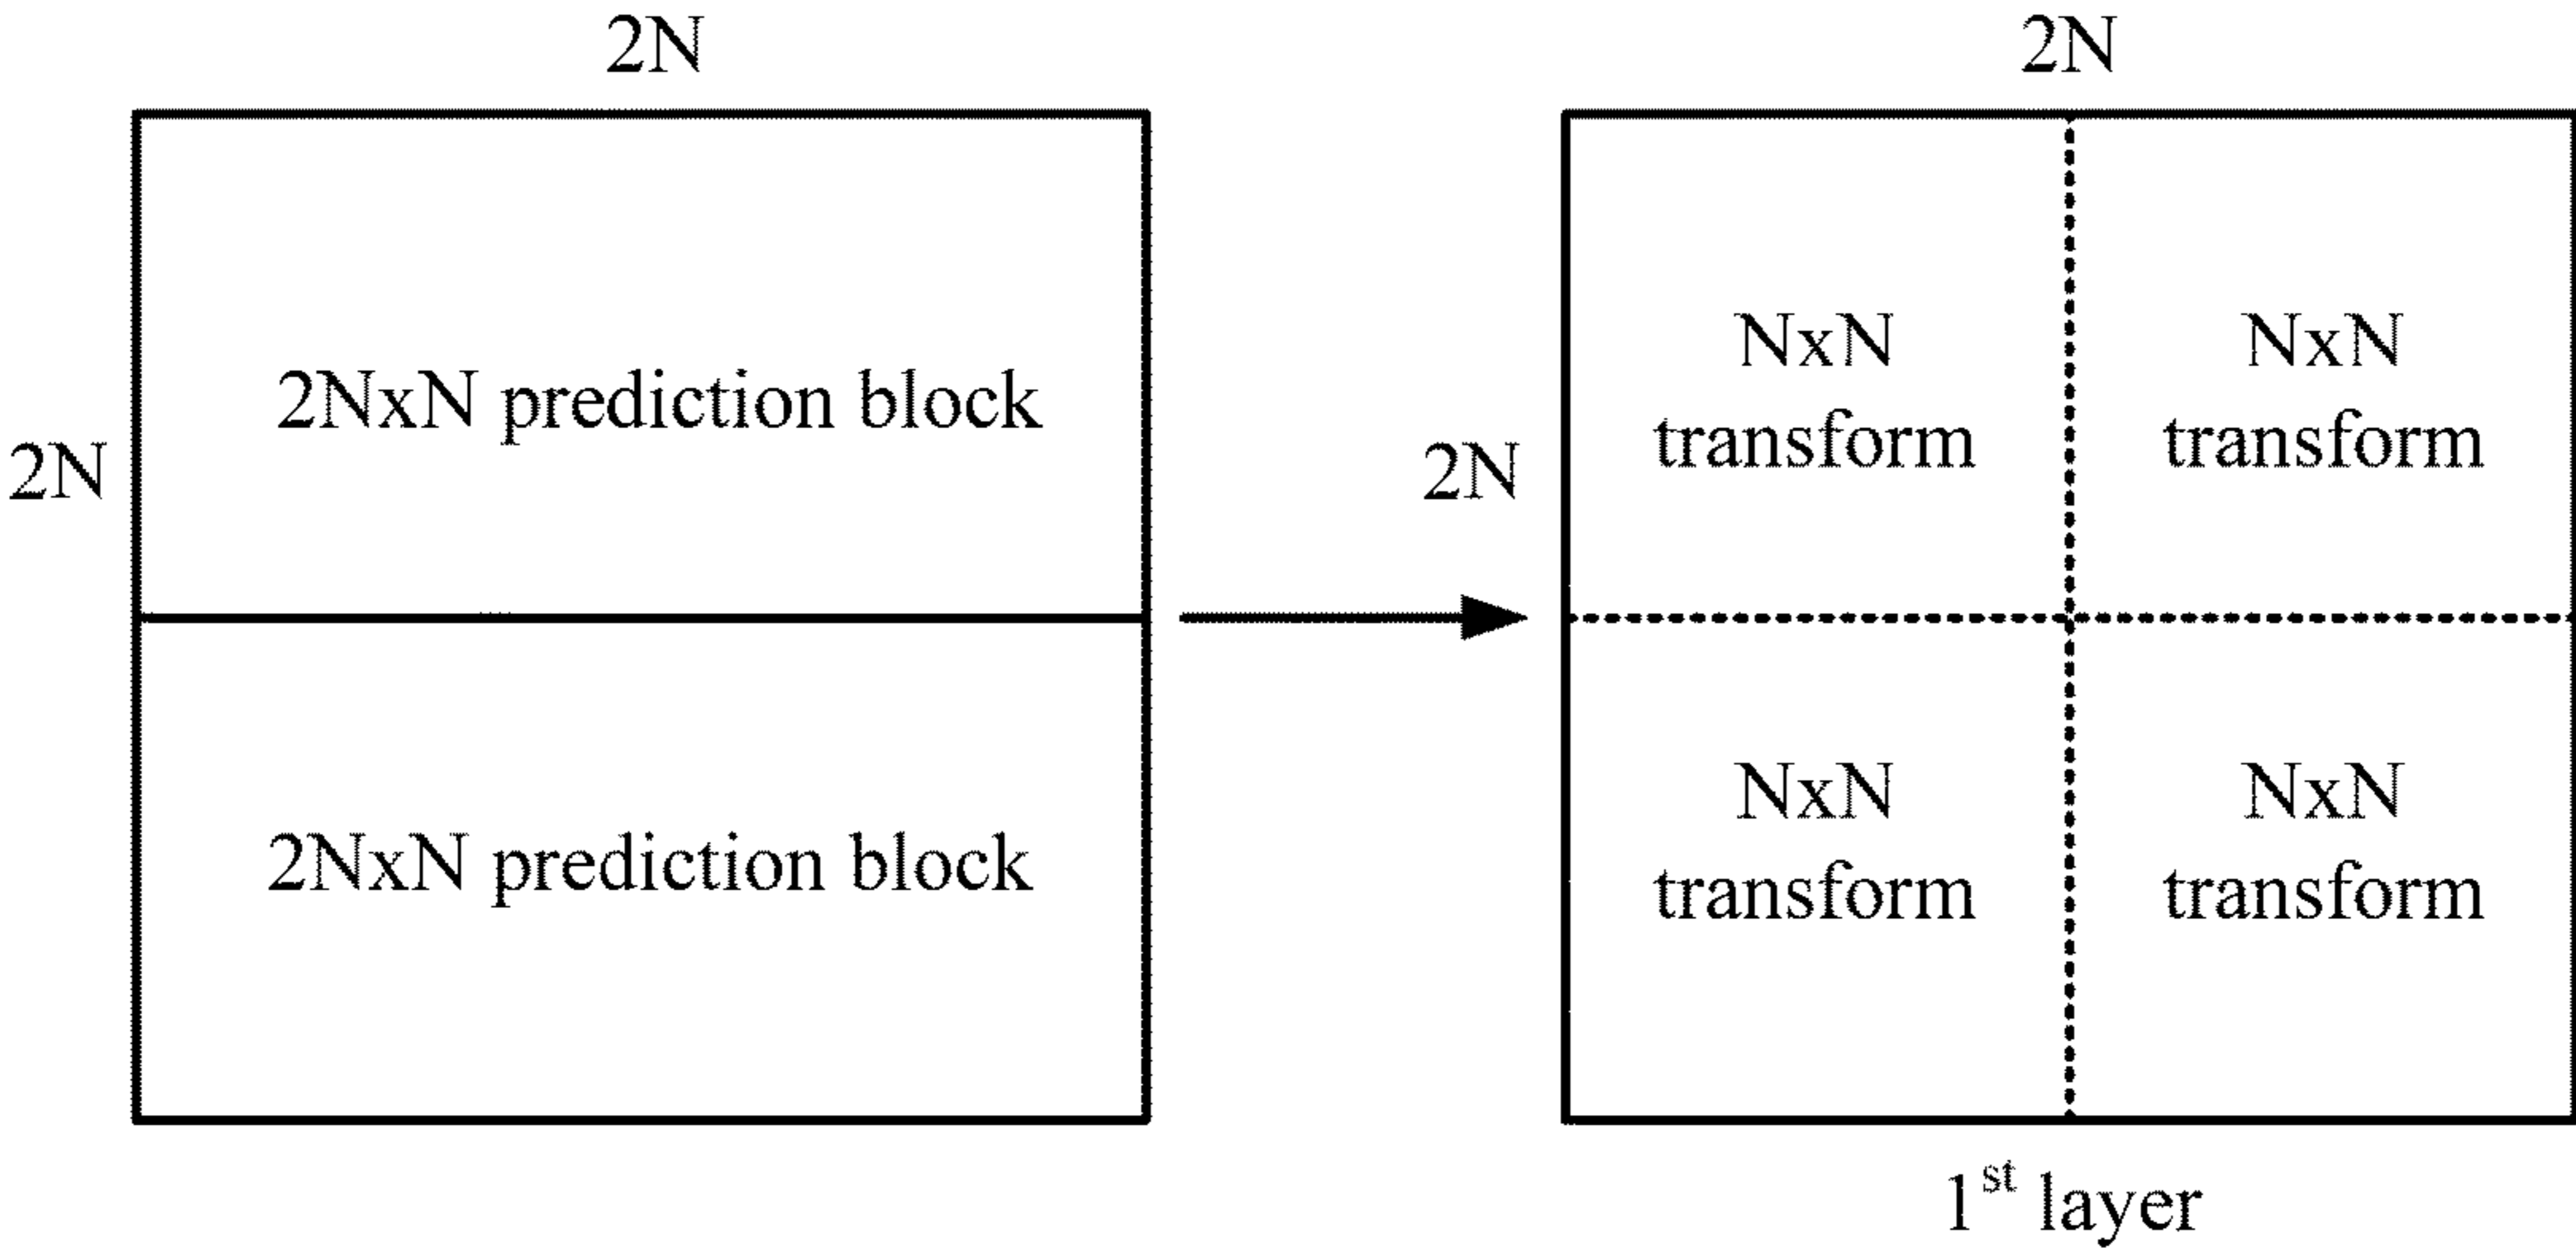 2N
2N
2NxN prediction block
2N
2NxN prediction block
2N
NxN
transform
NxN
transform
NxN
transform
NxN
transform
1st layer